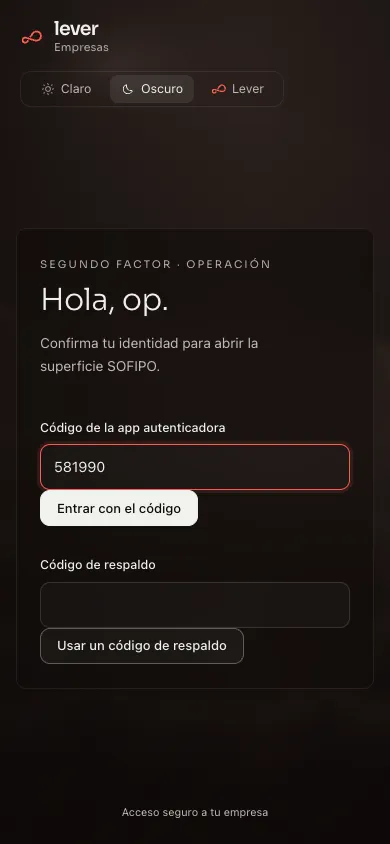 lever
Empresas
Claro
Oscuro
Lever
SEGUNDO FACTOR · OPERACIÓN
Hola, op.
Confirma tu identidad para abrir la
superficie SOFIPO.
Código de la app autenticadora
581990
Entrar con el código
Código de respaldo
Usar un código de respaldo
Acceso seguro a tu empresa